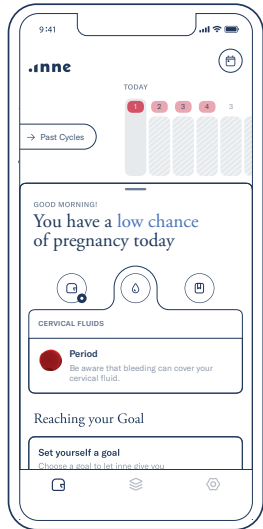 9:41
.ınne
TODAY
1 2 3 4 3
→ Past Cycles
GOOD MORNING!
You have a low chance
of pregnancy today
CERVICAL FLUIDS
Period
Be aware that bleeding can cover your
cervical fluid.
Reaching your Goal
Set yourself a goal
Choose a goal to let inne give you